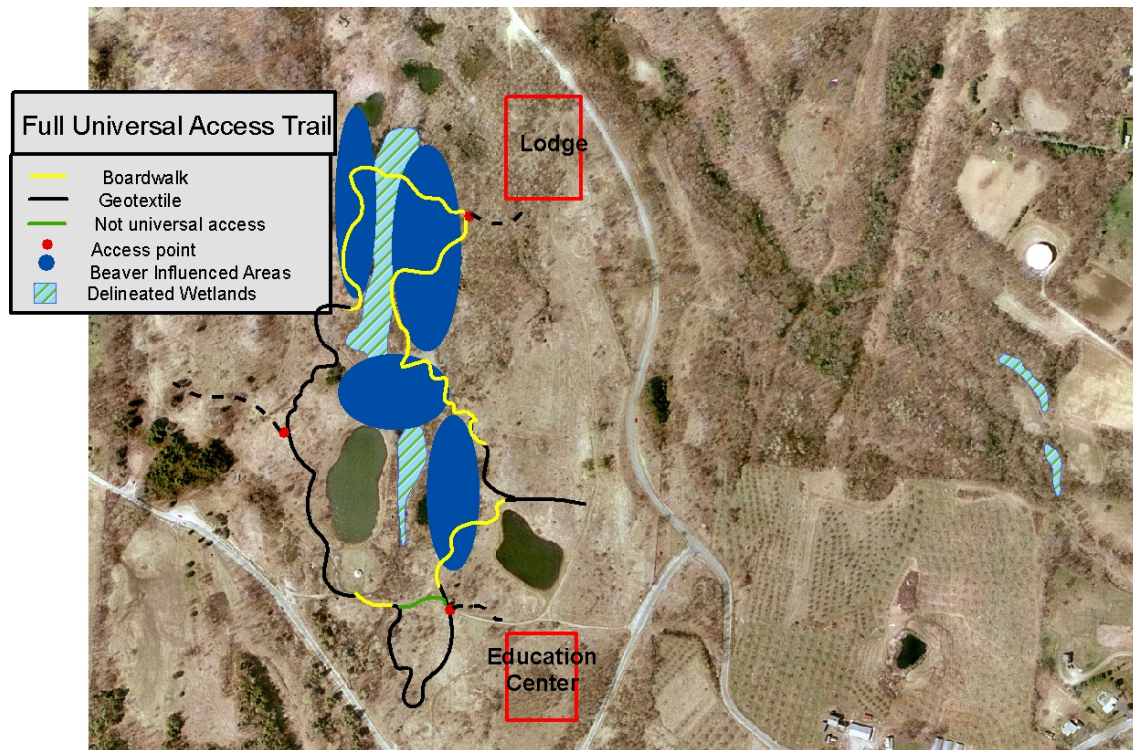 Full Universal Access Trail
Boardwalk
Geotextile
Not universal access
Access point
Beaver Influenced Areas
Delineated Wetlands
Lodge
Education
Center